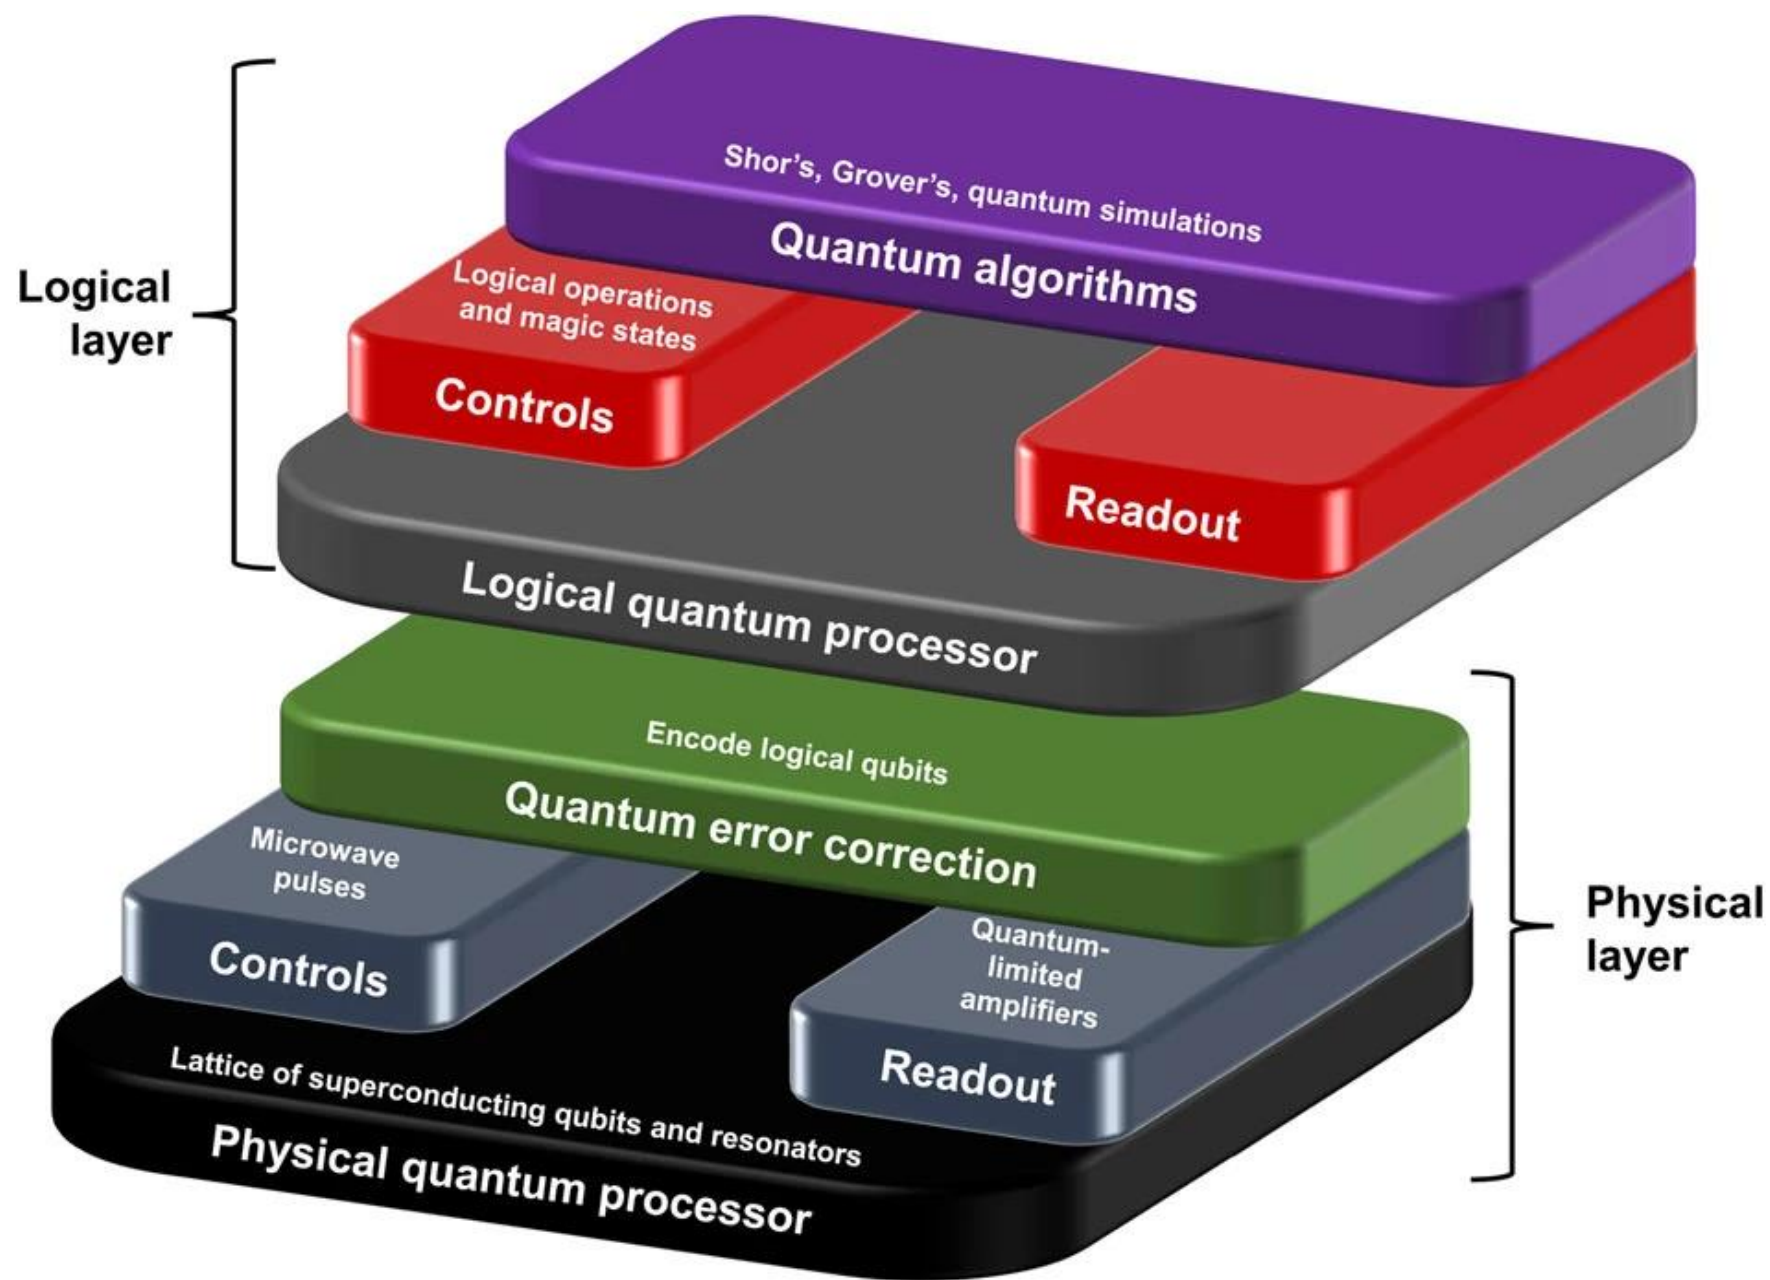 Shor’s, Grover’s, quantum simulations
Quantum algorithms
Logical operations
and magic states
Controls
Readout
Logical quantum processor
Logical
layer
Encode logical qubits
Quantum error correction
Microwave
pulses
Controls
Quantum-
limited
amplifiers
Readout
Lattice of superconducting qubits and resonators
Physical quantum processor
Physical
layer